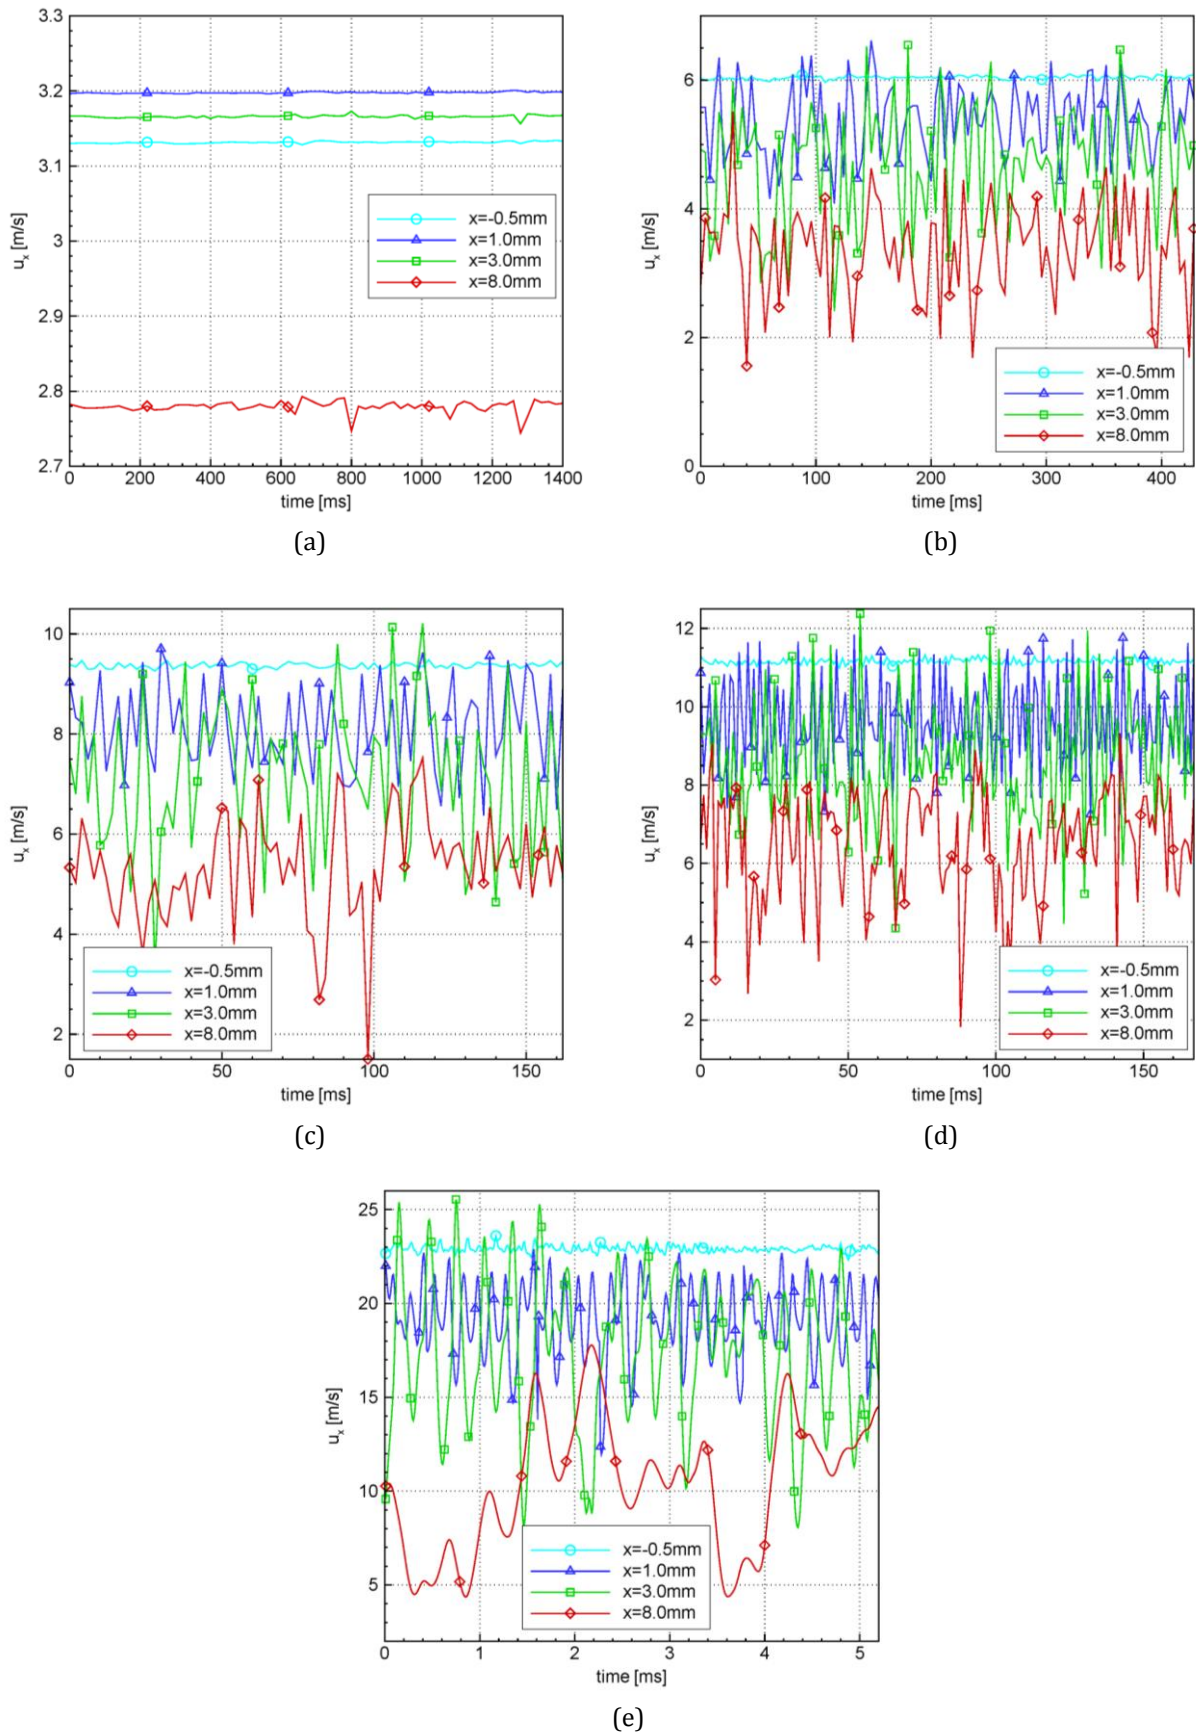 3.3
3.2
3.1
3
2.9
2.8
2.7
uₓ [m/s]
x=-0.5mm
x=1.0mm
x=3.0mm
x=8.0mm
0 200 400 600 800 1000 1200 1400
time [ms]
(a)
6
4
2
0
uₓ [m/s]
x=-0.5mm
x=1.0mm
x=3.0mm
x=8.0mm
0 100 200 300 400
time [ms]
(b)
10
8
6
4
2
uₓ [m/s]
x=-0.5mm
x=1.0mm
x=3.0mm
x=8.0mm
0 50 100 150
time [ms]
(c)
12
10
8
6
4
2
uₓ [m/s]
x=-0.5mm
x=1.0mm
x=3.0mm
x=8.0mm
0 50 100 150
time [ms]
(d)
25
20
15
10
5
uₓ [m/s]
x=-0.5mm
x=1.0mm
x=3.0mm
x=8.0mm
0 1 2 3 4 5
time [ms]
(e)